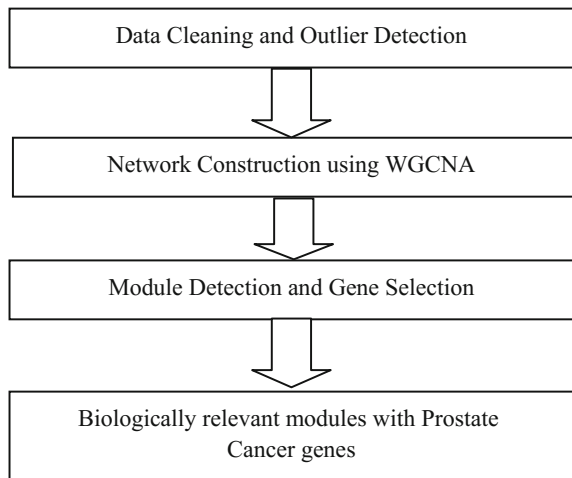 Data Cleaning and Outlier Detection
Network Construction using WGCNA
Module Detection and Gene Selection
Biologically relevant modules with Prostate
Cancer genes